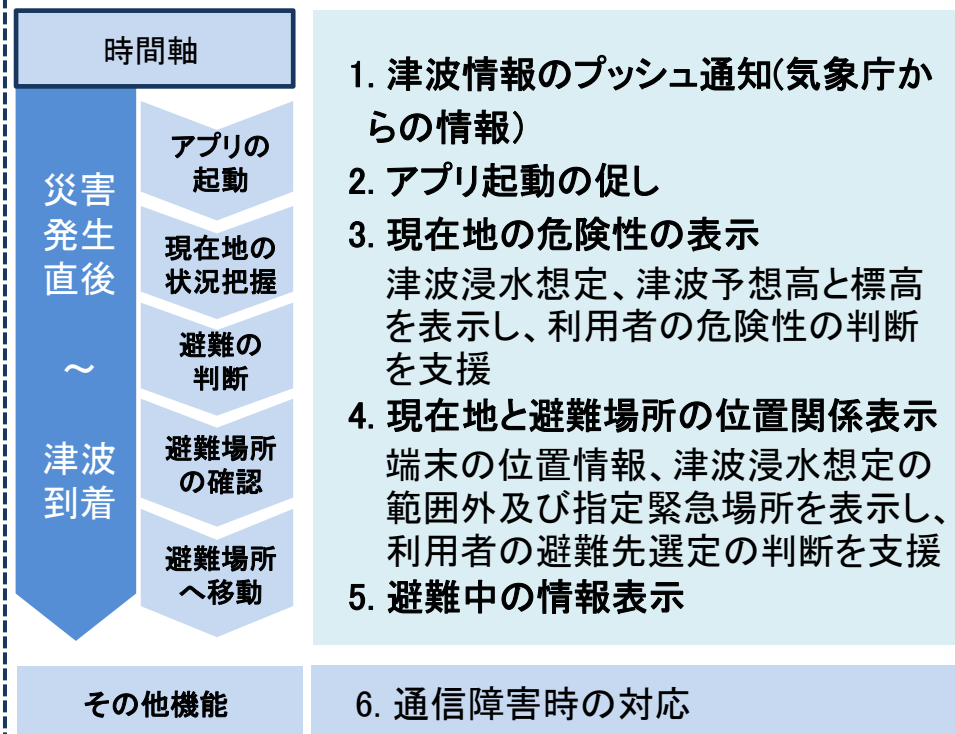 時間軸
災害
発生
直後
～
津波
到着
アプリの
起動
現在地の
状況把握
避難の
判断
避難場所
の確認
避難場所
へ移動
1. 津波情報のプッシュ通知(気象庁か
らの情報)
2. アプリ起動の促し
3. 現在地の危険性の表示
津波浸水想定、津波予想高と標高
を表示し、利用者の危険性の判断
を支援
4. 現在地と避難場所の位置関係表示
端末の位置情報、津波浸水想定の
範囲外及び指定緊急場所を表示し、
利用者の避難先選定の判断を支援
5. 避難中の情報表示
その他機能
6. 通信障害時の対応